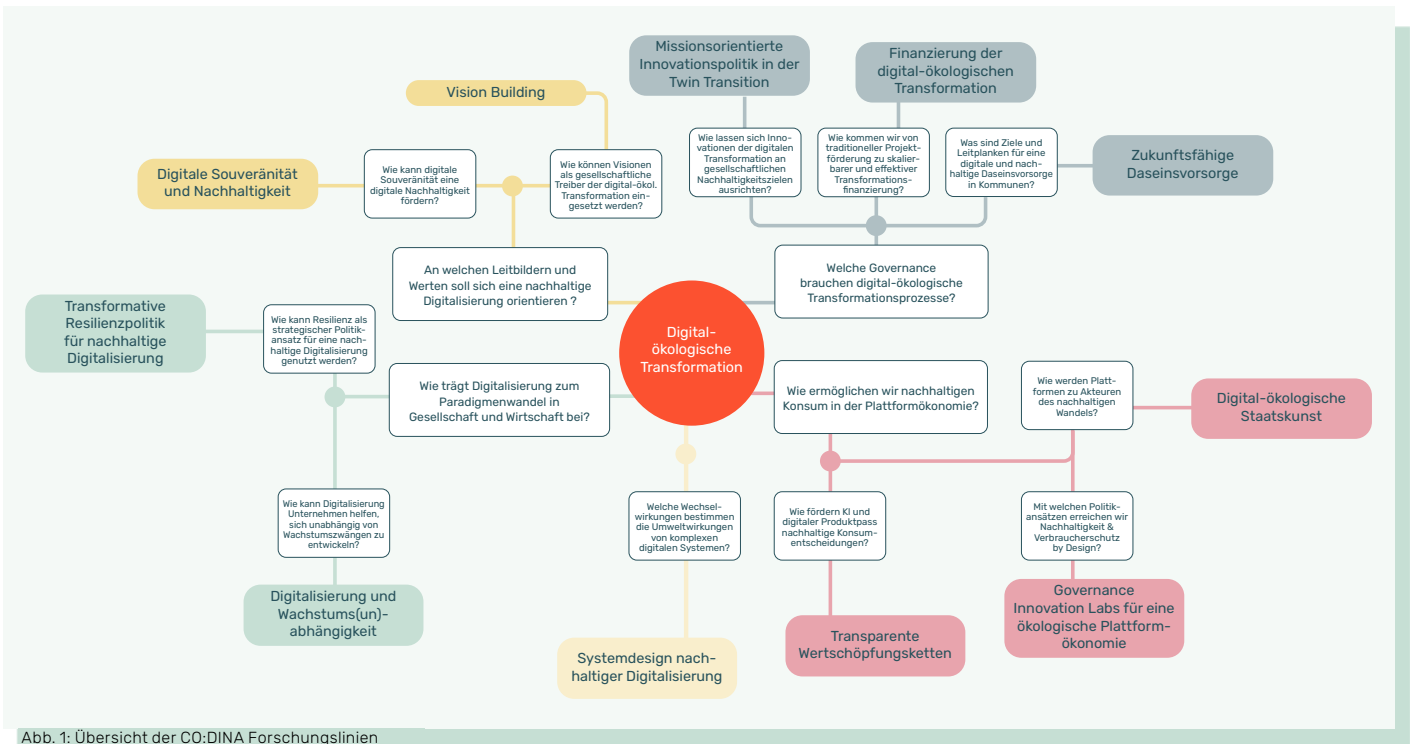 Missionsorientierte
Innovationspolitik in der
Twin Transition
Finanzierung der
digital-ökologischen
Transformation
Vision Building
Wie lassen sich Inno-
vationen der digitalen
Transformation an
gesellschaftlichen
Nachhaltigkeitszielen
ausrichten?
Wie kommen wir von
traditioneller Projekt-
förderung zu skalier-
barer und effektiver
Transformations-
finanzierung?
Was sind Ziele und
Leitplanken für eine
digitale und nach-
haltige Daseinsvorsorge
in Kommunen?
Zukunftsfähige
Daseinsvorsorge
Digitale Souveränität
und Nachhaltigkeit
Wie kann digitale
Souveränität eine
digitale Nachhaltigkeit
fördern?
Wie können Visionen
als gesellschaftliche
Treiber der digital-ökol.
Transformation ein-
gesetzt werden?
An welchen Leitbildern und
Werten soll sich eine nachhaltige
Digitalisierung orientieren ?
Welche Governance
brauchen digital-ökologische
Transformationsprozesse?
Transformative
Resilienzpolitik
für nachhaltige
Digitalisierung
Wie kann Resilienz als
strategischer Politik-
ansatz für eine nach-
haltige Digitalisierung
genutzt werden?
Digital-
ökologische
Transformation
Wie trägt Digitalisierung zum
Paradigmenwandel in
Gesellschaft und Wirtschaft bei?
Wie ermöglichen wir nachhaltigen
Konsum in der Plattformökonomie?
Wie werden Platt-
formen zu Akteuren
des nachhaltigen
Wandels?
Digital-ökologische
Staatskunst
Wie kann Digitalisierung
Unternehmen helfen,
sich unabhängig von
Wachstumszwängen zu
entwickeln?
Welche Wechsel-
wirkungen bestimmen
die Umweltwirkungen
von komplexen
digitalen Systemen?
Wie fördern KI und
digitaler Produktpass
nachhaltige Konsum-
entscheidungen?
Mit welchen Politik-
ansätzen erreichen wir
Nachhaltigkeit &
Verbraucherschutz
by Design?
Digitalisierung und
Wachstums(un)-
abhängigkeit
Systemdesign nach-
haltiger Digitalisierung
Transparente
Wertschöpfungsketten
Governance
Innovation Labs für eine
ökologische Plattform-
ökonomie
Abb. 1: Übersicht der CO:DINA Forschungslinien